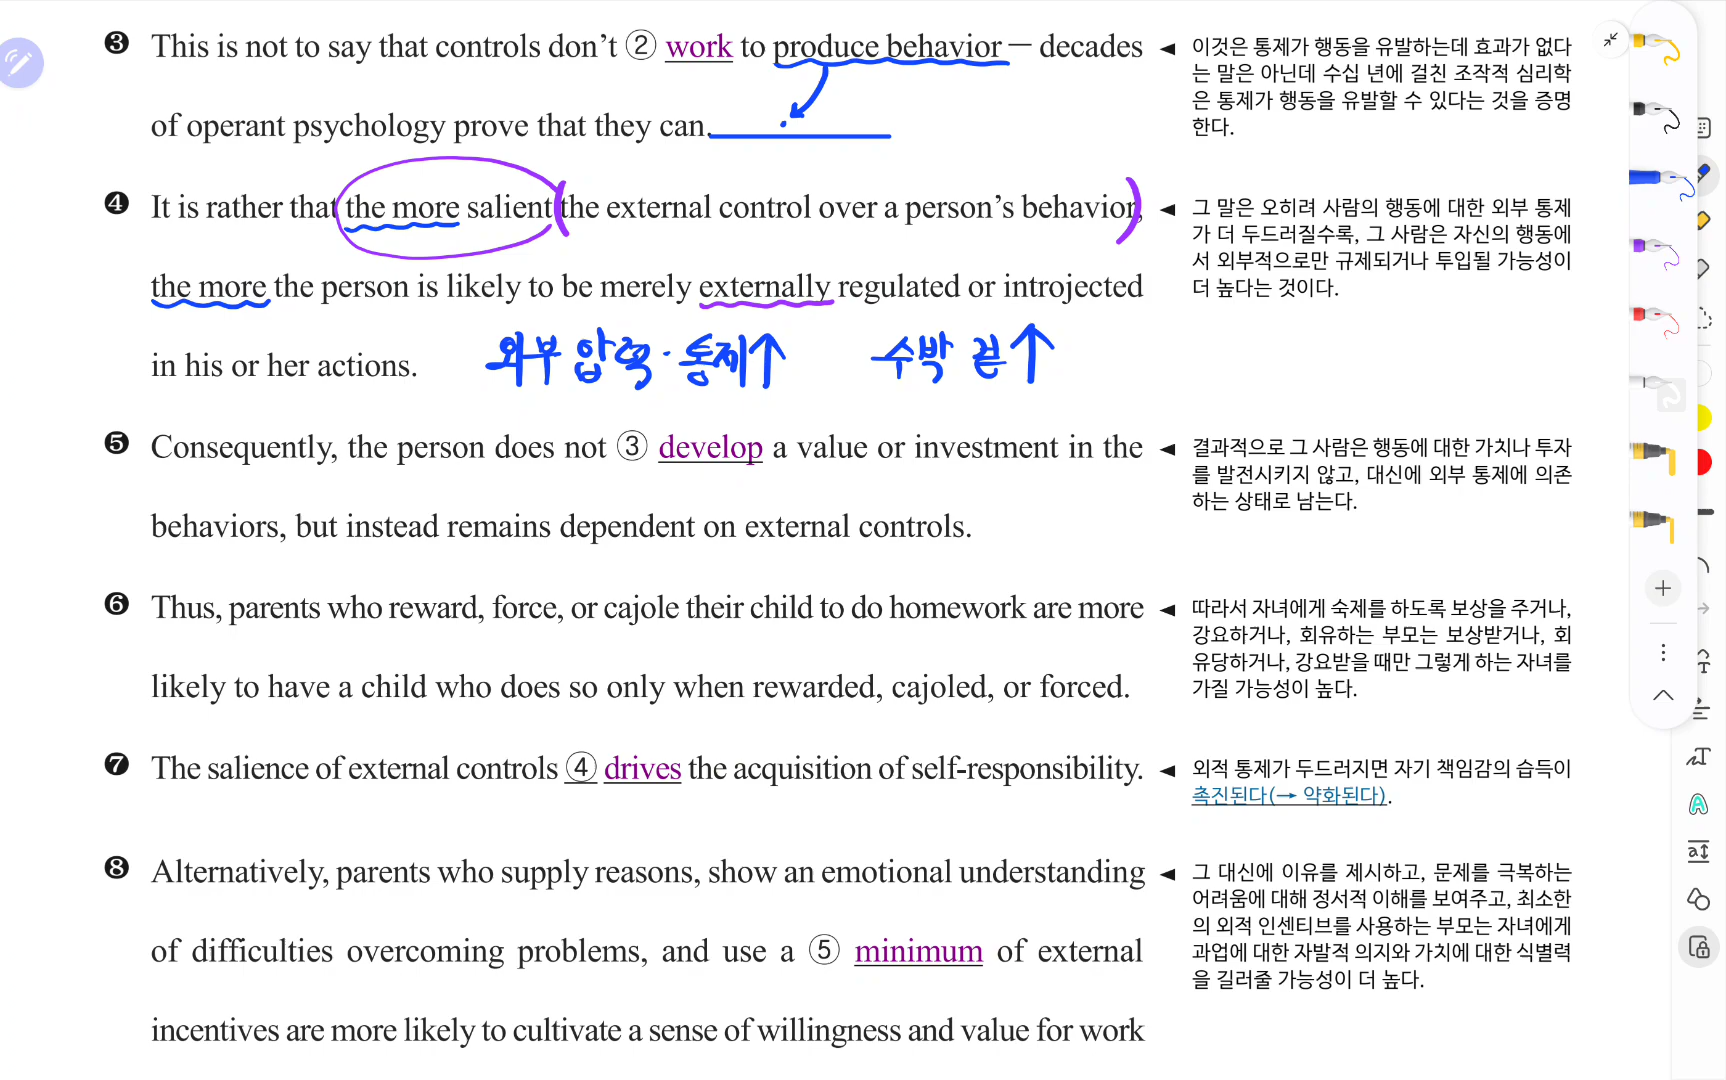 ❸ This is not to say that controls don’t ② work to produce behavior — decades
of operant psychology prove that they can.
◄ 이것은 통제가 행동을 유발하는데 효과가 없다
는 말은 아닌데 수십 년에 걸친 조작적 심리학
은 통제가 행동을 유발할 수 있다는 것을 증명
한다.
❹ It is rather that the more salient the external control over a person’s behavior,
the more the person is likely to be merely externally regulated or introjected
in his or her actions.
외부 압력·통제↑ 수박 겉↑
◄ 그 말은 오히려 사람의 행동에 대한 외부 통제
가 더 두드러질수록, 그 사람은 자신의 행동에
서 외부적으로만 규제되거나 투입될 가능성이
더 높다는 것이다.
❺ Consequently, the person does not ③ develop a value or investment in the
behaviors, but instead remains dependent on external controls.
◄ 결과적으로 그 사람은 행동에 대한 가치나 투자
를 발전시키지 않고, 대신에 외부 통제에 의존
하는 상태로 남는다.
❻ Thus, parents who reward, force, or cajole their child to do homework are more
likely to have a child who does so only when rewarded, cajoled, or forced.
◄ 따라서 자녀에게 숙제를 하도록 보상을 주거나,
강요하거나, 회유하는 부모는 보상받거나, 회
유당하거나, 강요받을 때만 그렇게 하는 자녀를
가질 가능성이 높다.
❼ The salience of external controls ④ drives the acquisition of self-responsibility.
◄ 외적 통제가 두드러지면 자기 책임감의 습득이
촉진된다(→ 약화된다).
❽ Alternatively, parents who supply reasons, show an emotional understanding
of difficulties overcoming problems, and use a ⑤ minimum of external
incentives are more likely to cultivate a sense of willingness and value for work
◄ 그 대신에 이유를 제시하고, 문제를 극복하는
어려움에 대해 정서적 이해를 보여주고, 최소한
의 외적 인센티브를 사용하는 부모는 자녀에게
과업에 대한 자발적 의지와 가치에 대한 식별력
을 길러줄 가능성이 더 높다.